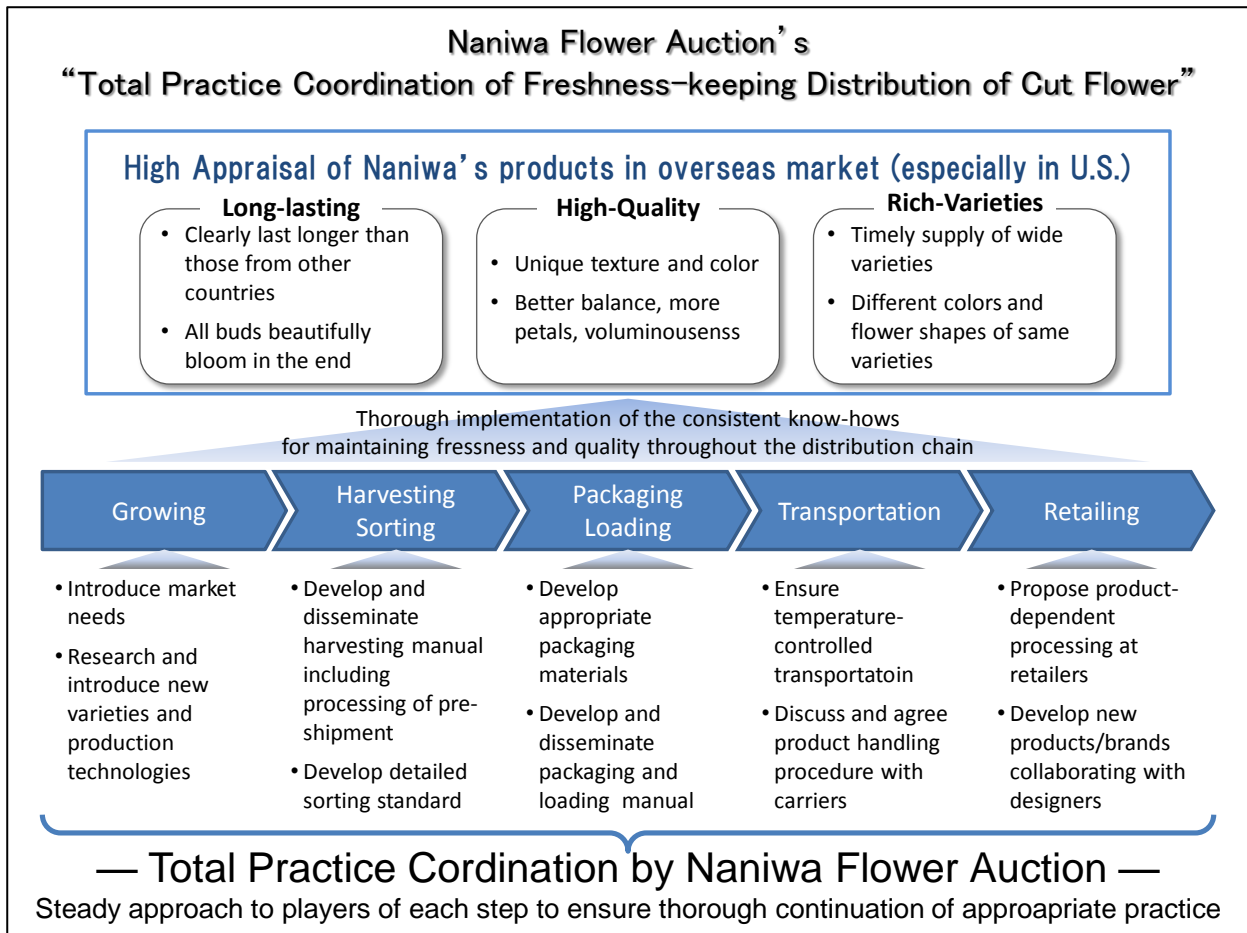 Naniwa Flower Auction's
“Total Practice Coordination of Freshness-keeping Distribution of Cut Flower”
High Appraisal of Naniwa's products in overseas market (especially in U.S.)
Long-lasting
• Clearly last longer than
those from other
countries
• All buds beautifully
bloom in the end
High-Quality
• Unique texture and color
• Better balance, more
petals, voluminousenss
Rich-Varieties
• Timely supply of wide
varieties
• Different colors and
flower shapes of same
varieties
Thorough implementation of the consistent know-hows
for maintaining fressness and quality throughout the distribution chain
Growing
Harvesting
Sorting
Packaging
Loading
Transportation
Retailing
• Introduce market
needs
• Research and
introduce new
varieties and
production
technologies
• Develop and
disseminate
harvesting manual
including
processing of pre-
shipment
• Develop detailed
sorting standard
• Develop
appropriate
packaging
materials
• Develop and
disseminate
packaging and
loading manual
• Ensure
temperature-
controlled
transportatoin
• Discuss and agree
product handling
procedure with
carriers
• Propose product-
dependent
processing at
retailers
• Develop new
products/brands
collaborating with
designers
— Total Practice Cordination by Naniwa Flower Auction —
Steady approach to players of each step to ensure thorough continuation of approapriate practice